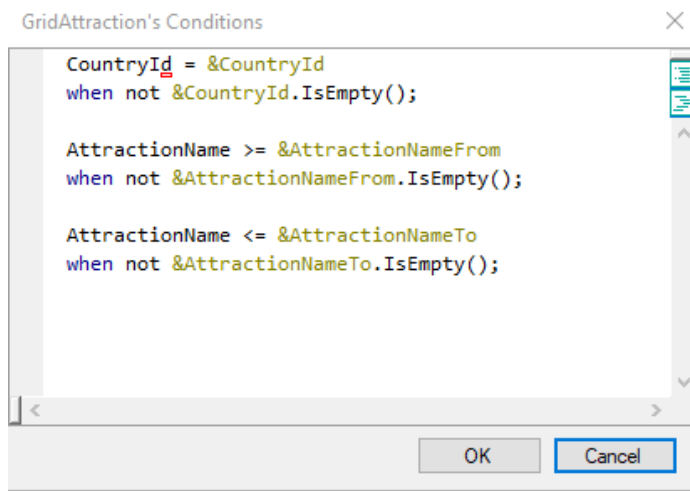 GridAttraction's Conditions
CountryId = &CountryId
when not &CountryId.IsEmpty();
AttractionName >= &AttractionNameFrom
when not &AttractionNameFrom.IsEmpty();
AttractionName <= &AttractionNameTo
when not &AttractionNameTo.IsEmpty();
OK Cancel